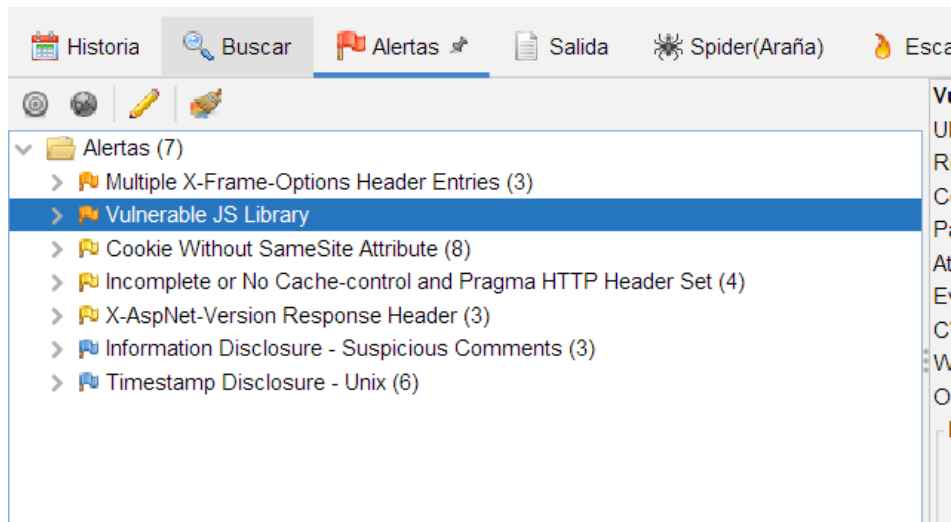 Historia Buscar Alertas Salida Spider(Araña) Esca
Alertas (7)
Multiple X-Frame-Options Header Entries (3)
Vulnerable JS Library
Cookie Without SameSite Attribute (8)
Incomplete or No Cache-control and Pragma HTTP Header Set (4)
X-AspNet-Version Response Header (3)
Information Disclosure - Suspicious Comments (3)
Timestamp Disclosure - Unix (6)